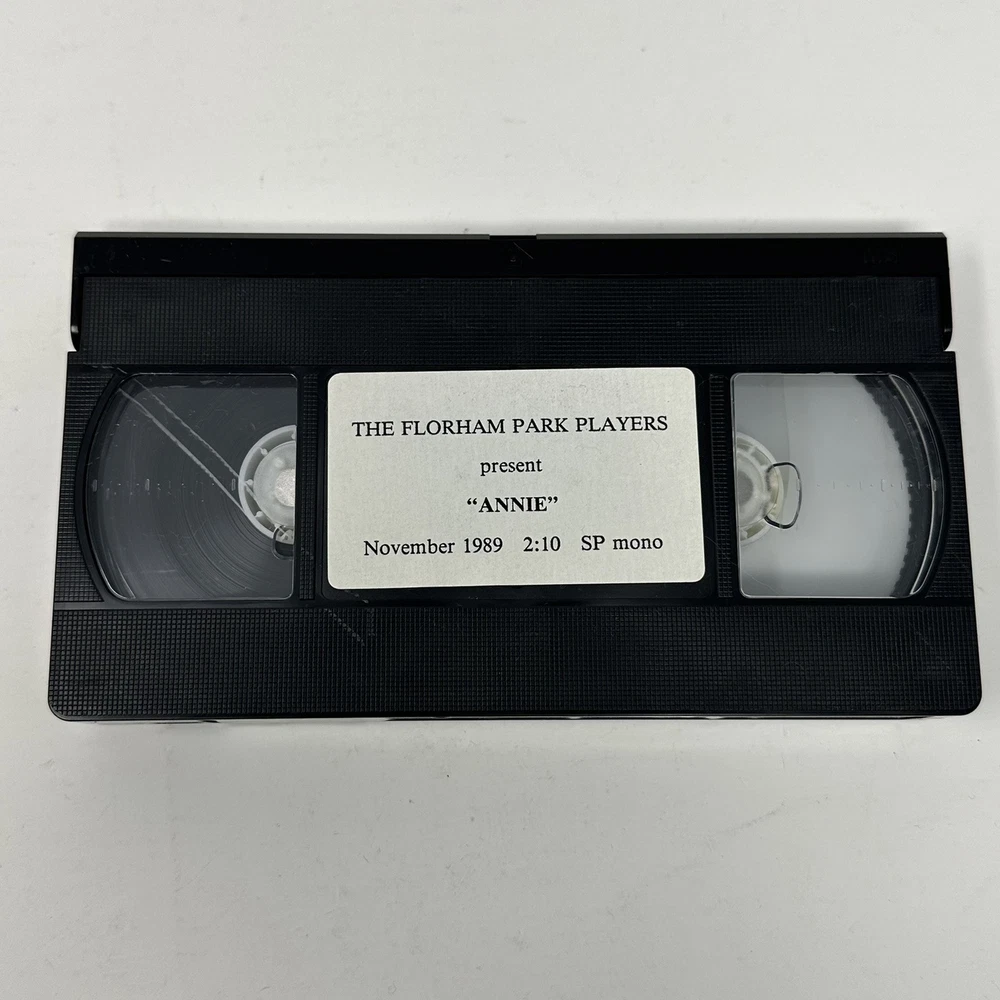 THE FLORHAM PARK PLAYERS
present
“ANNIE”
November 1989 2:10 SP mono